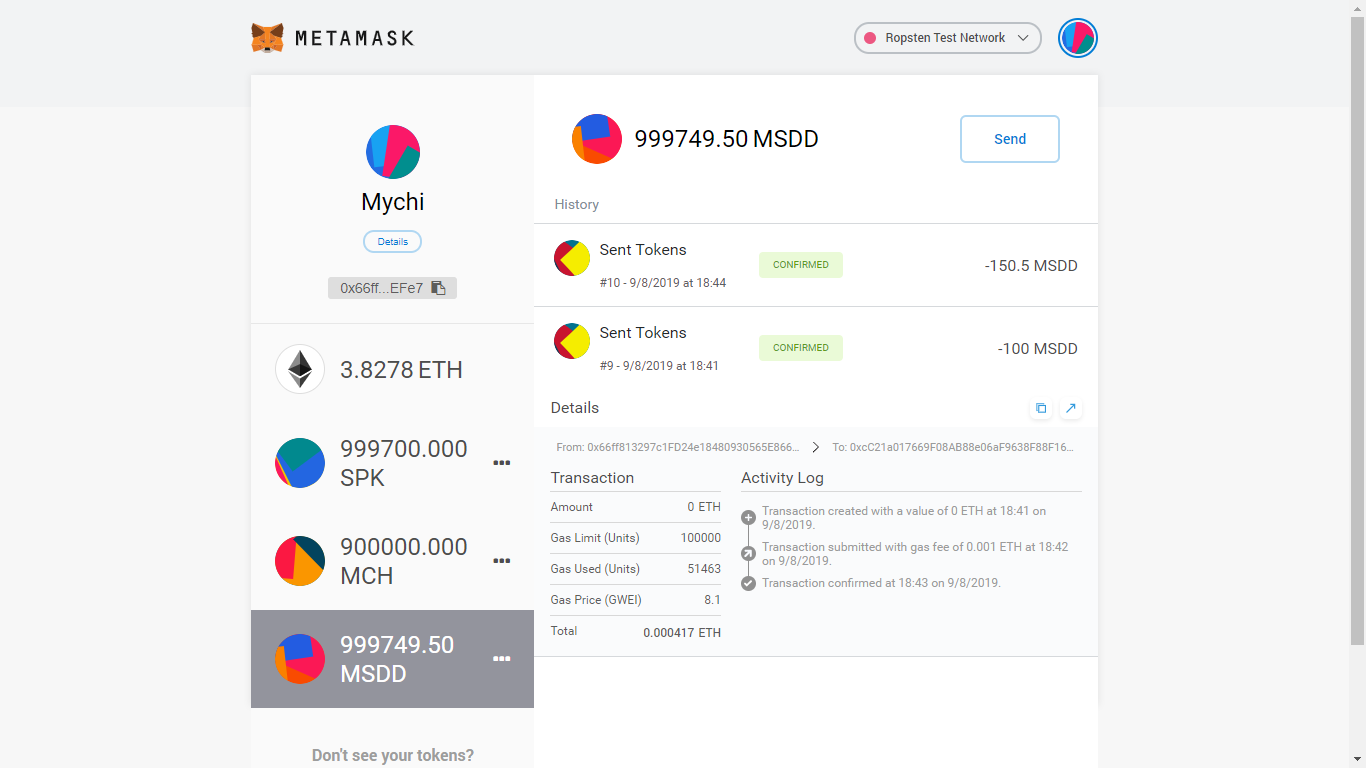 METAMASK
Ropsten Test Network
Mychi
Details
0x66ff...EFe7
3.8278 ETH
999700.000
SPK
900000.000
MCH
999749.50
MSDD
Don't see your tokens?
999749.50 MSDD
Send
History
Sent Tokens
#10 - 9/8/2019 at 18:44
CONFIRMED
-150.5 MSDD
Sent Tokens
#9 - 9/8/2019 at 18:41
CONFIRMED
-100 MSDD
Details
From: 0x66ff813297c1FD24e18480930565E866...
To: 0xcC21a017669F08AB88e06aF9638F88F16...
Transaction
Amount 0 ETH
Gas Limit (Units) 100000
Gas Used (Units) 51463
Gas Price (GWEI) 8.1
Total 0.000417 ETH
Activity Log
Transaction created with a value of 0 ETH at 18:41 on
9/8/2019.
Transaction submitted with gas fee of 0.001 ETH at 18:42
on 9/8/2019.
Transaction confirmed at 18:43 on 9/8/2019.